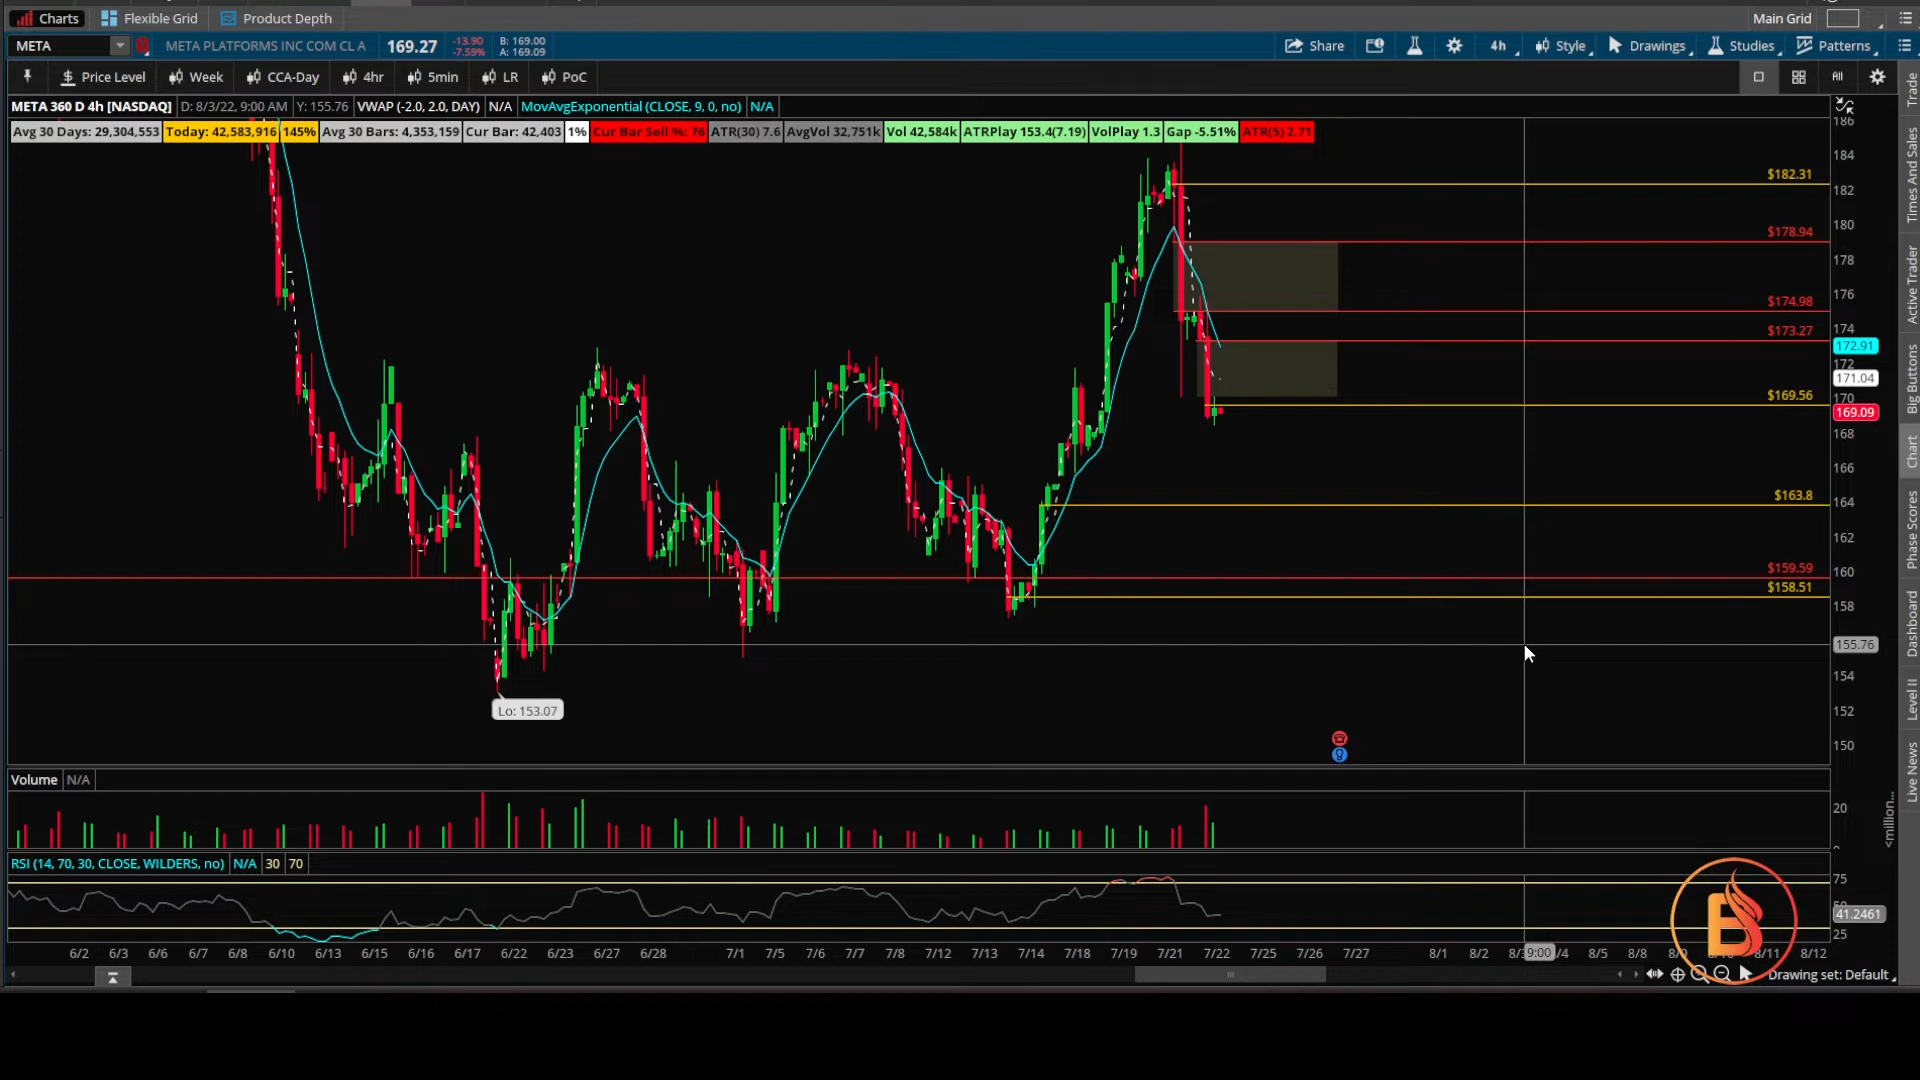 Charts Flexible Grid Product Depth Main Grid
META META PLATFORMS INC COM CL A 169.27 -13.90 -7.59% B: 169.00 A: 169.09 Share 4h Style Drawings Studies Patterns
Price Level Week CCA-Day 4hr 5min LR PoC All
META 360 D 4h [NASDAQ] D: 8/3/22, 9:00 AM Y: 155.76 VWAP (-2.0, 2.0, DAY) N/A MovAvgExponential (CLOSE, 9, 0, no) N/A
Avg 30 Days: 29,304,553 Today: 42,583,916 145% Avg 30 Bars: 4,353,159 Cur Bar: 42,403 1% Cur Bar Sell %: 76 ATR(30) 7.6 AvgVol 32,751k Vol 42,584k ATRPlay 153.4(7.19) VolPlay 1.3 Gap -5.51% ATR(5) 2.71
186
184
$182.31
182
180
$178.94
178
176
$174.98
174
$173.27
172.91
172
171.04
170
$169.56
169.09
168
166
$163.8
164
162
160
$159.59
$158.51
158
155.76
154
Lo: 153.07
152
150
Volume N/A
20
<million...
RSI (14, 70, 30, CLOSE, WILDERS, no) N/A 30 70
75
41.2461
25
6/2 6/3 6/6 6/7 6/8 6/10 6/13 6/15 6/16 6/17 6/22 6/23 6/27 6/28 7/1 7/5 7/6 7/7 7/8 7/12 7/13 7/14 7/18 7/19 7/21 7/22 7/25 7/26 7/27 8/1 8/2 9:00 8/5 8/8 8/11 8/12
Drawing set: Default
Trade
Times And Sales
Active Trader
Big Buttons
Chart
Phase Scores
Dashboard
Level II
Live News
B